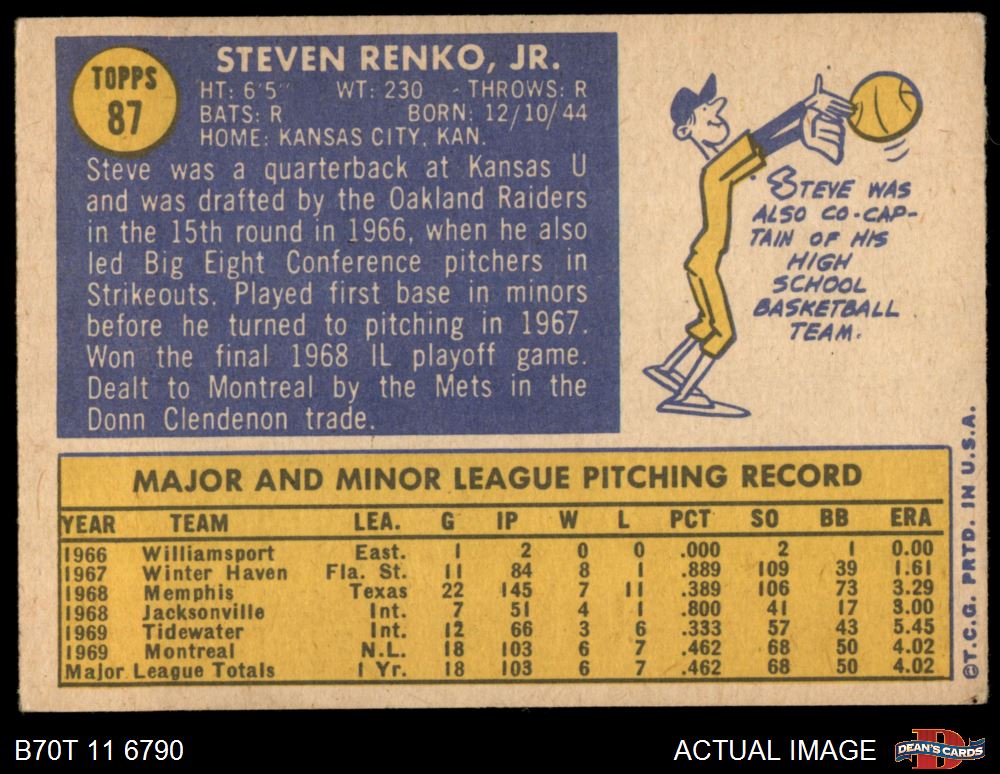 TOPPS
87
STEVEN RENKO, JR.
HT: 6'5" WT: 230 - THROWS: R
BATS: R BORN: 12/10/44
HOME: KANSAS CITY, KAN.
Steve was a quarterback at Kansas U
and was drafted by the Oakland Raiders
in the 15th round in 1966, when he also
led Big Eight Conference pitchers in
Strikeouts. Played first base in minors
before he turned to pitching in 1967.
Won the final 1968 IL playoff game.
Dealt to Montreal by the Mets in the
Donn Clendenon trade.
STEVE WAS
ALSO CO-CAP-
TAIN OF HIS
HIGH
SCHOOL
BASKETBALL
TEAM.
MAJOR AND MINOR LEAGUE PITCHING RECORD
YEAR TEAM LEA. G IP W L PCT SO BB ERA
1966 Williamsport East. 1 2 0 0 .000 2 1 0.00
1967 Winter Haven Fla. St. 11 84 8 1 .889 109 39 1.61
1968 Memphis Texas 22 145 7 11 .389 106 73 3.29
1968 Jacksonville Int. 7 51 4 1 .800 41 17 3.00
1969 Tidewater Int. 12 66 3 6 .333 57 43 5.45
1969 Montreal N.L. 18 103 6 7 .462 68 50 4.02
Major League Totals 1 Yr. 18 103 6 7 .462 68 50 4.02
©T.C.G. PRTD. IN U.S.A.
B70T 11 6790
ACTUAL IMAGE
DEAN'S CARDS